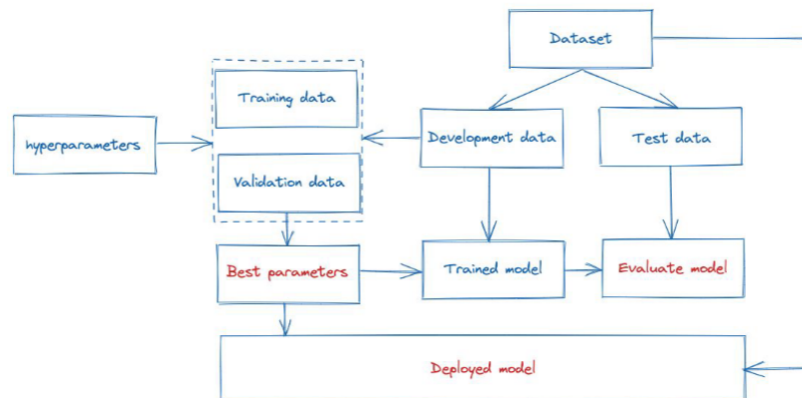 Dataset
Training data
hyperparameters
Development data
Test data
Validation data
Best parameters
Trained model
Evaluate model
Deployed model